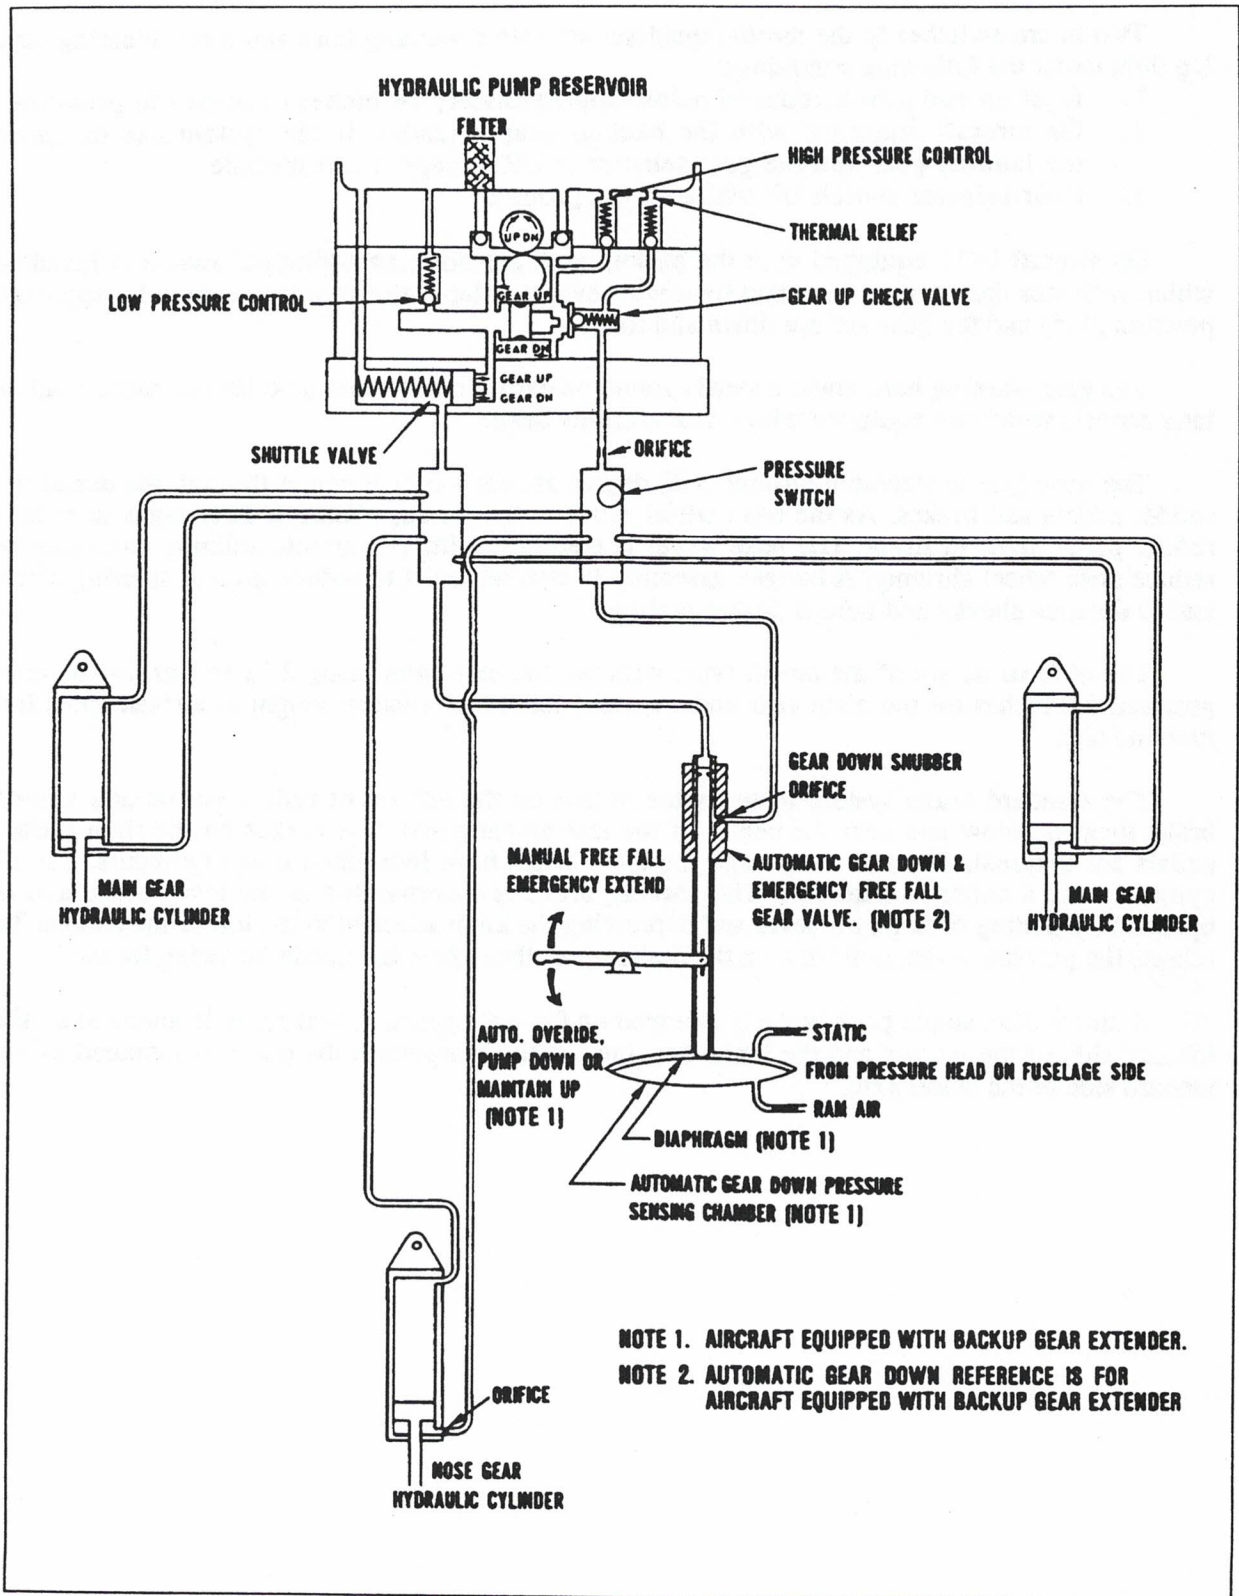 HYDRAULIC PUMP RESERVOIR
FILTER
HIGH PRESSURE CONTROL
THERMAL RELIEF
UP DN
LOW PRESSURE CONTROL
GEAR UP
GEAR UP CHECK VALVE
GEAR DN
GEAR UP
GEAR DN
SHUTTLE VALVE
ORIFICE
PRESSURE
SWITCH
GEAR DOWN SNUBBER
ORIFICE
MANUAL FREE FALL
EMERGENCY EXTEND
AUTOMATIC GEAR DOWN &
EMERGENCY FREE FALL
GEAR VALVE. (NOTE 2)
MAIN GEAR
HYDRAULIC CYLINDER
MAIN GEAR
HYDRAULIC CYLINDER
AUTO. OVERIDE,
PUMP DOWN OR
MAINTAIN UP
(NOTE 1)
STATIC
FROM PRESSURE HEAD ON FUSELAGE SIDE
RAM AIR
DIAPHRAGM (NOTE 1)
AUTOMATIC GEAR DOWN PRESSURE
SENSING CHAMBER (NOTE 1)
ORIFICE
NOSE GEAR
HYDRAULIC CYLINDER
NOTE 1. AIRCRAFT EQUIPPED WITH BACKUP GEAR EXTENDER.
NOTE 2. AUTOMATIC GEAR DOWN REFERENCE IS FOR
AIRCRAFT EQUIPPED WITH BACKUP GEAR EXTENDER